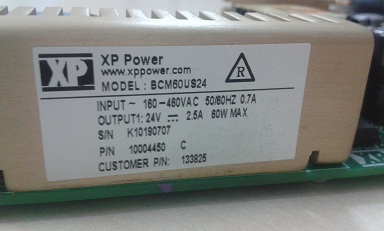 XP
XP Power
www.xppower.com
MODEL : BCM60US24
R
INPUT ~ 160-460VAC 50/60HZ 0.7A
OUTPUT1: 24V ⎓ 2.5A 60W MAX
S/N K10190707
P/N 10004450 C
CUSTOMER P/N: 133825